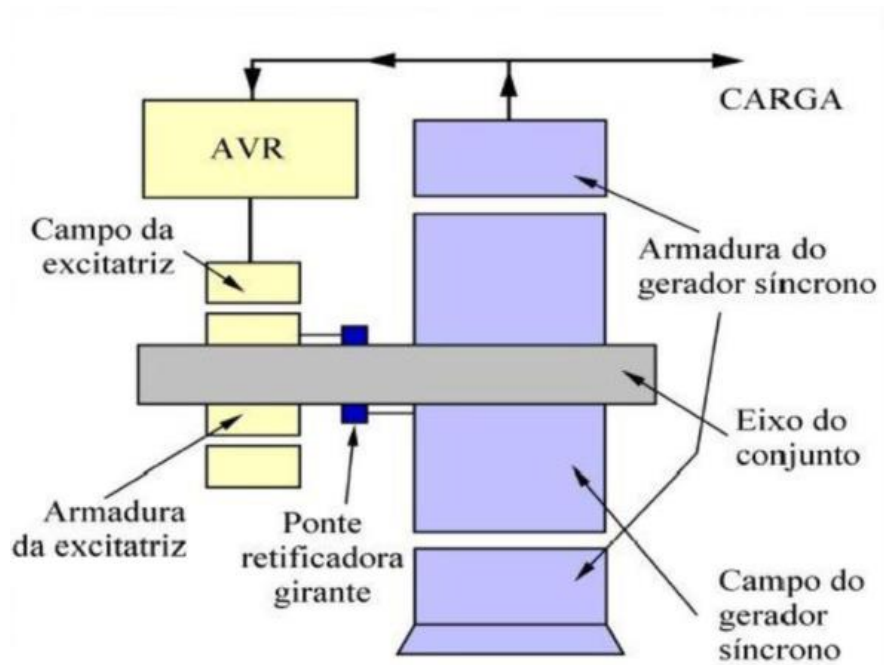 CARGA
AVR
Campo da
excitatriz
Armadura do
gerador síncrono
Eixo do
conjunto
Armadura
da excitatriz
Ponte
retificadora
girante
Campo do
gerador
síncrono